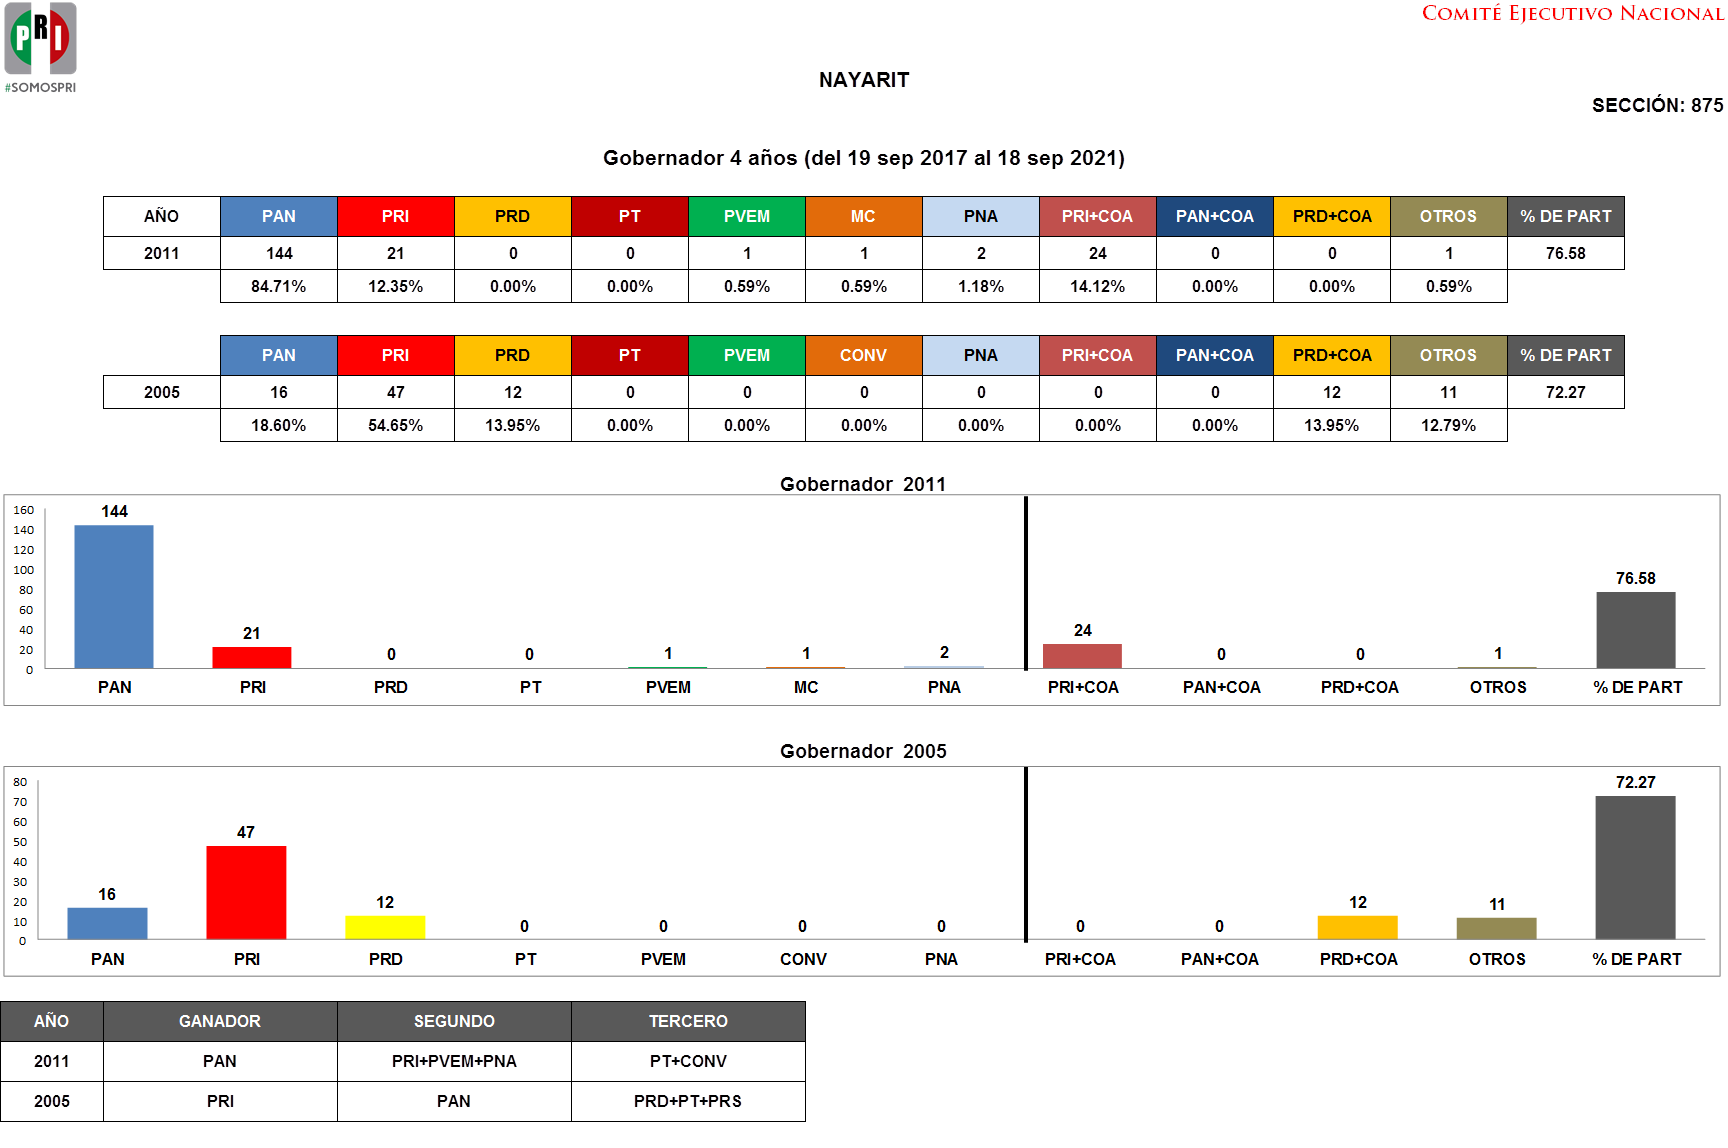 PRI
#SOMOSPRI
COMITÉ EJECUTIVO NACIONAL
NAYARIT
SECCIÓN: 875
Gobernador 4 años (del 19 sep 2017 al 18 sep 2021)
AÑO PAN PRI PRD PT PVEM MC PNA PRI+COA PAN+COA PRD+COA OTROS % DE PART
2011 144 21 0 0 1 1 2 24 0 0 1 76.58
84.71% 12.35% 0.00% 0.00% 0.59% 0.59% 1.18% 14.12% 0.00% 0.00% 0.59%
PAN PRI PRD PT PVEM CONV PNA PRI+COA PAN+COA PRD+COA OTROS % DE PART
2005 16 47 12 0 0 0 0 0 0 12 11 72.27
18.60% 54.65% 13.95% 0.00% 0.00% 0.00% 0.00% 0.00% 0.00% 13.95% 12.79%
Gobernador 2011
160
140
120
100
80
60
40
20
0
144 21 0 0 1 1 2 24 0 0 1 76.58
PAN PRI PRD PT PVEM MC PNA PRI+COA PAN+COA PRD+COA OTROS % DE PART
Gobernador 2005
80
70
60
50
40
30
20
10
0
16 47 12 0 0 0 0 0 0 12 11 72.27
PAN PRI PRD PT PVEM CONV PNA PRI+COA PAN+COA PRD+COA OTROS % DE PART
AÑO GANADOR SEGUNDO TERCERO
2011 PAN PRI+PVEM+PNA PT+CONV
2005 PRI PAN PRD+PT+PRS